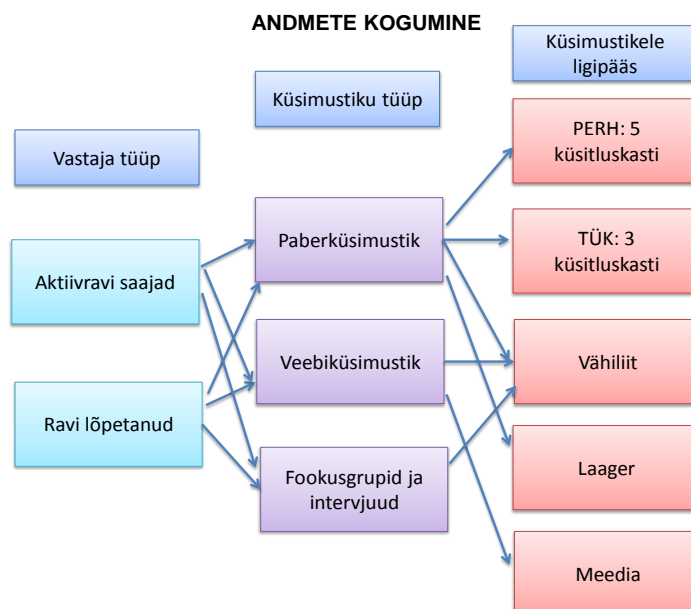 ANDMETE KOGUMINE
Küsimustikele
ligipääs
Küsimustiku tüüp
Vastaja tüüp
PERH: 5
küsitluskasti
Paberküsimustik
TÜK: 3
küsitluskasti
Aktiivravi saajad
Veebiküsimustik
Vähiliit
Ravi lõpetanud
Fookusgrupid ja
intervjuud
Laager
Meedia